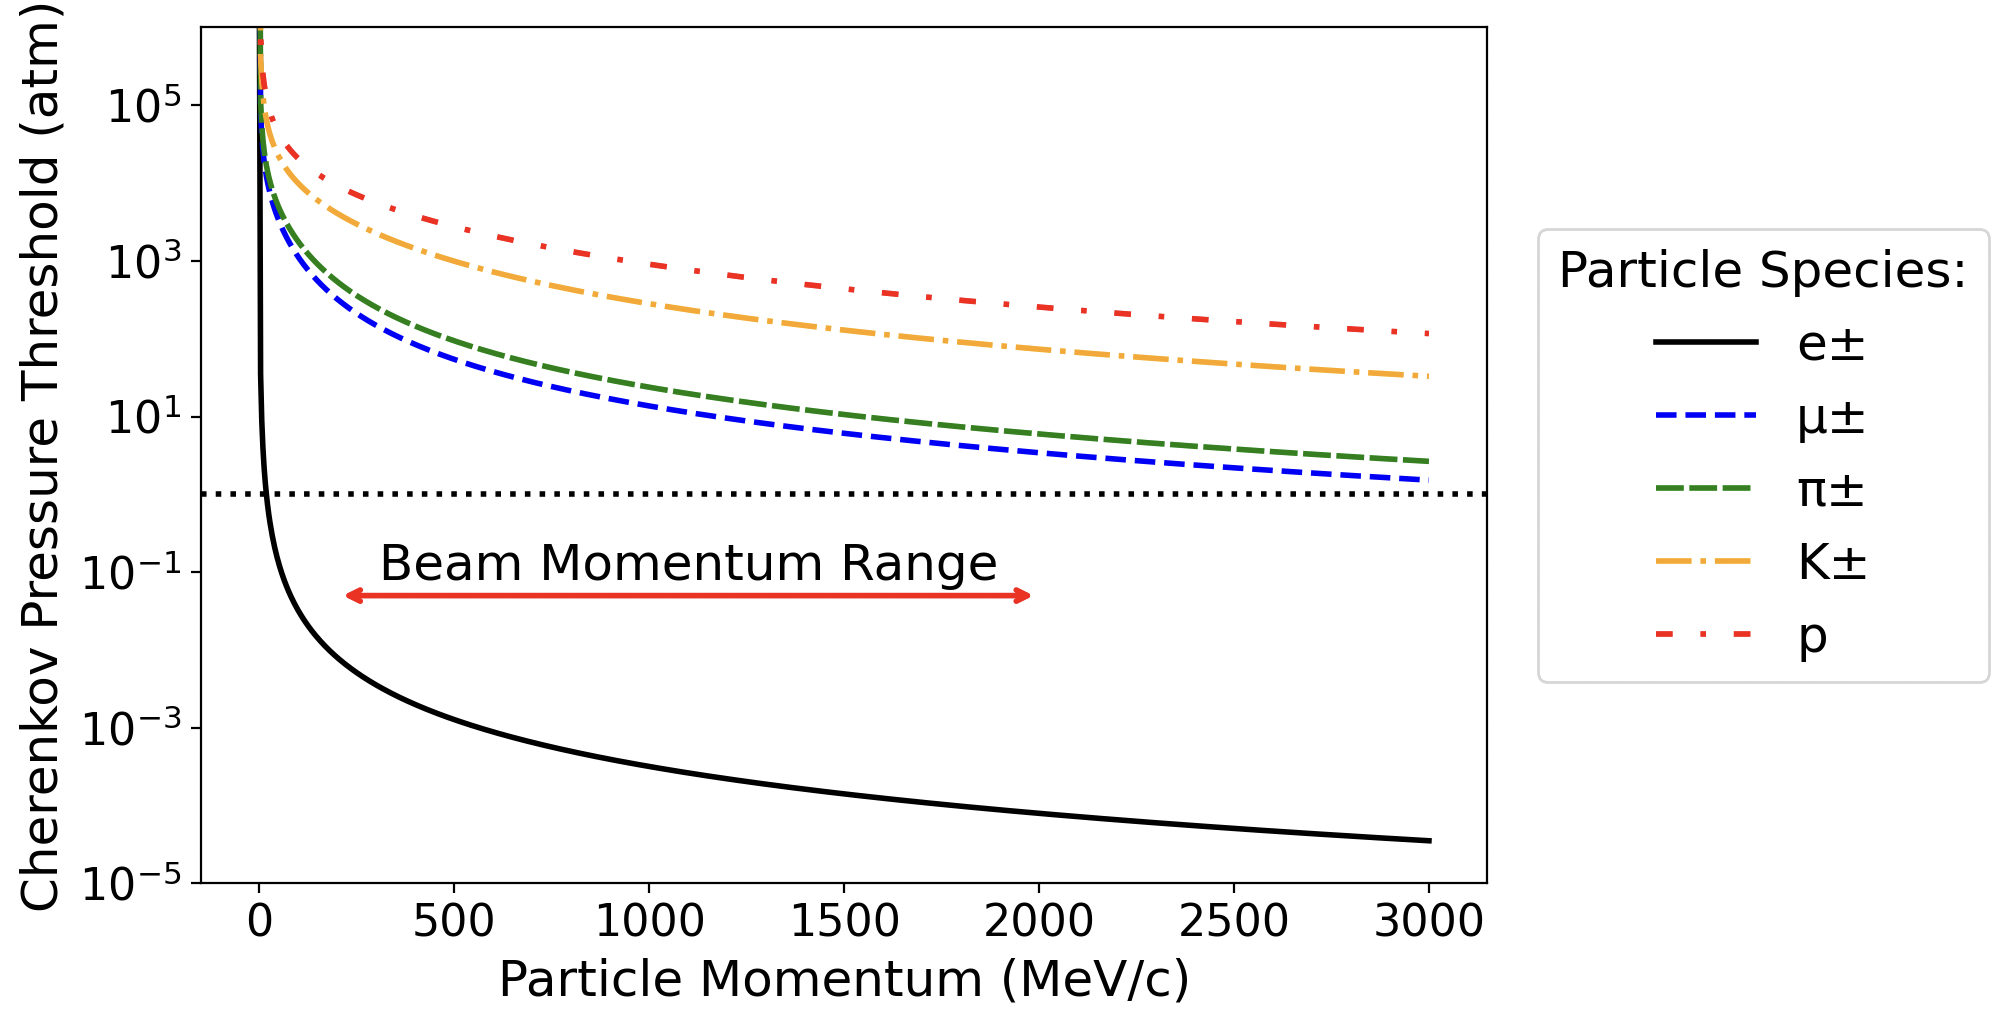 Cherenkov Pressure Threshold (atm)
10⁵
10³
10¹
10⁻¹
10⁻³
10⁻⁵
Beam Momentum Range
0 500 1000 1500 2000 2500 3000
Particle Momentum (MeV/c)
Particle Species:
e±
μ±
π±
K±
p